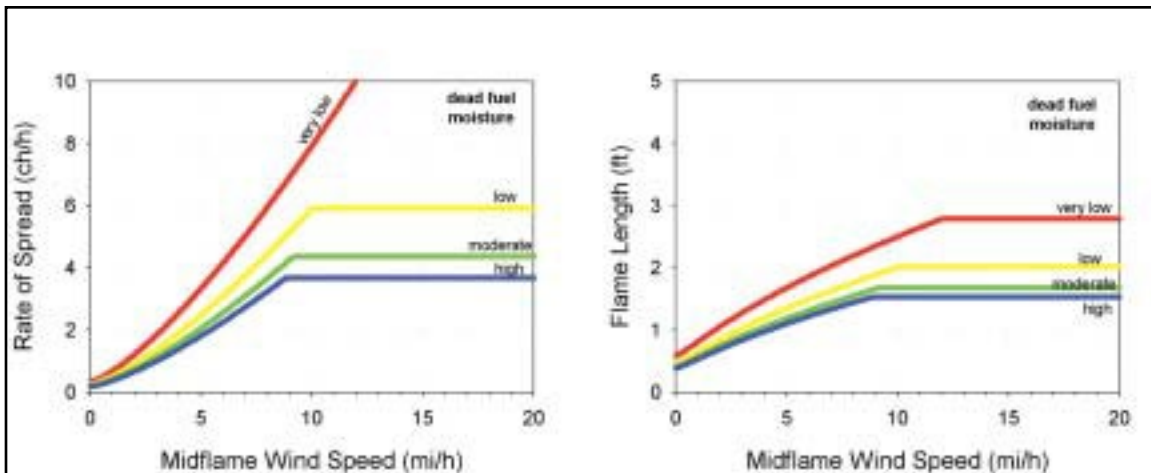 Rate of Spread (ch/h)
10
8
6
4
2
0
very low
dead fuel
moisture
low
moderate
high
0
5
10
15
20
Midflame Wind Speed (mi/h)
Flame Length (ft)
5
4
3
2
1
0
dead fuel
moisture
very low
low
moderate
high
0
5
10
15
20
Midflame Wind Speed (mi/h)